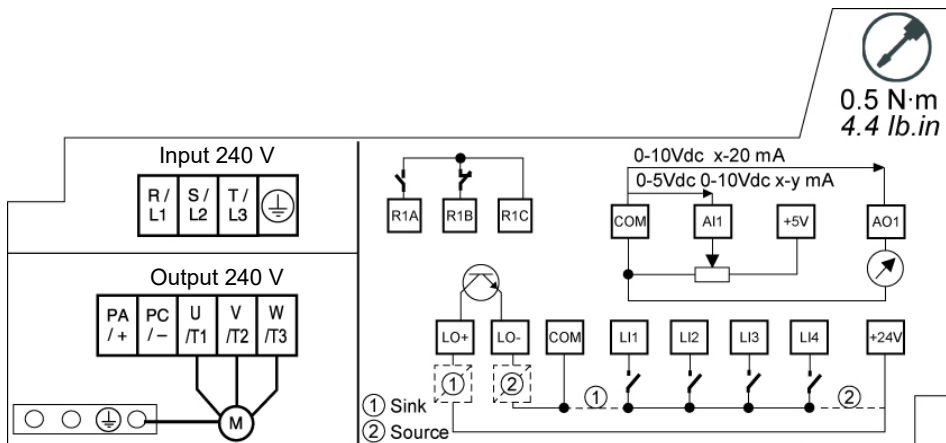 0.5 N·m
4.4 lb.in
Input 240 V
R / L1 S / L2 T / L3
Output 240 V
PA / + PC / – U /T1 V /T2 W /T3
M
R1A R1B R1C
0-10Vdc x-20 mA
0-5Vdc 0-10Vdc x-y mA
COM AI1 +5V AO1
LO+ LO- COM LI1 LI2 LI3 LI4 +24V
① ② ① ②
① Sink
② Source